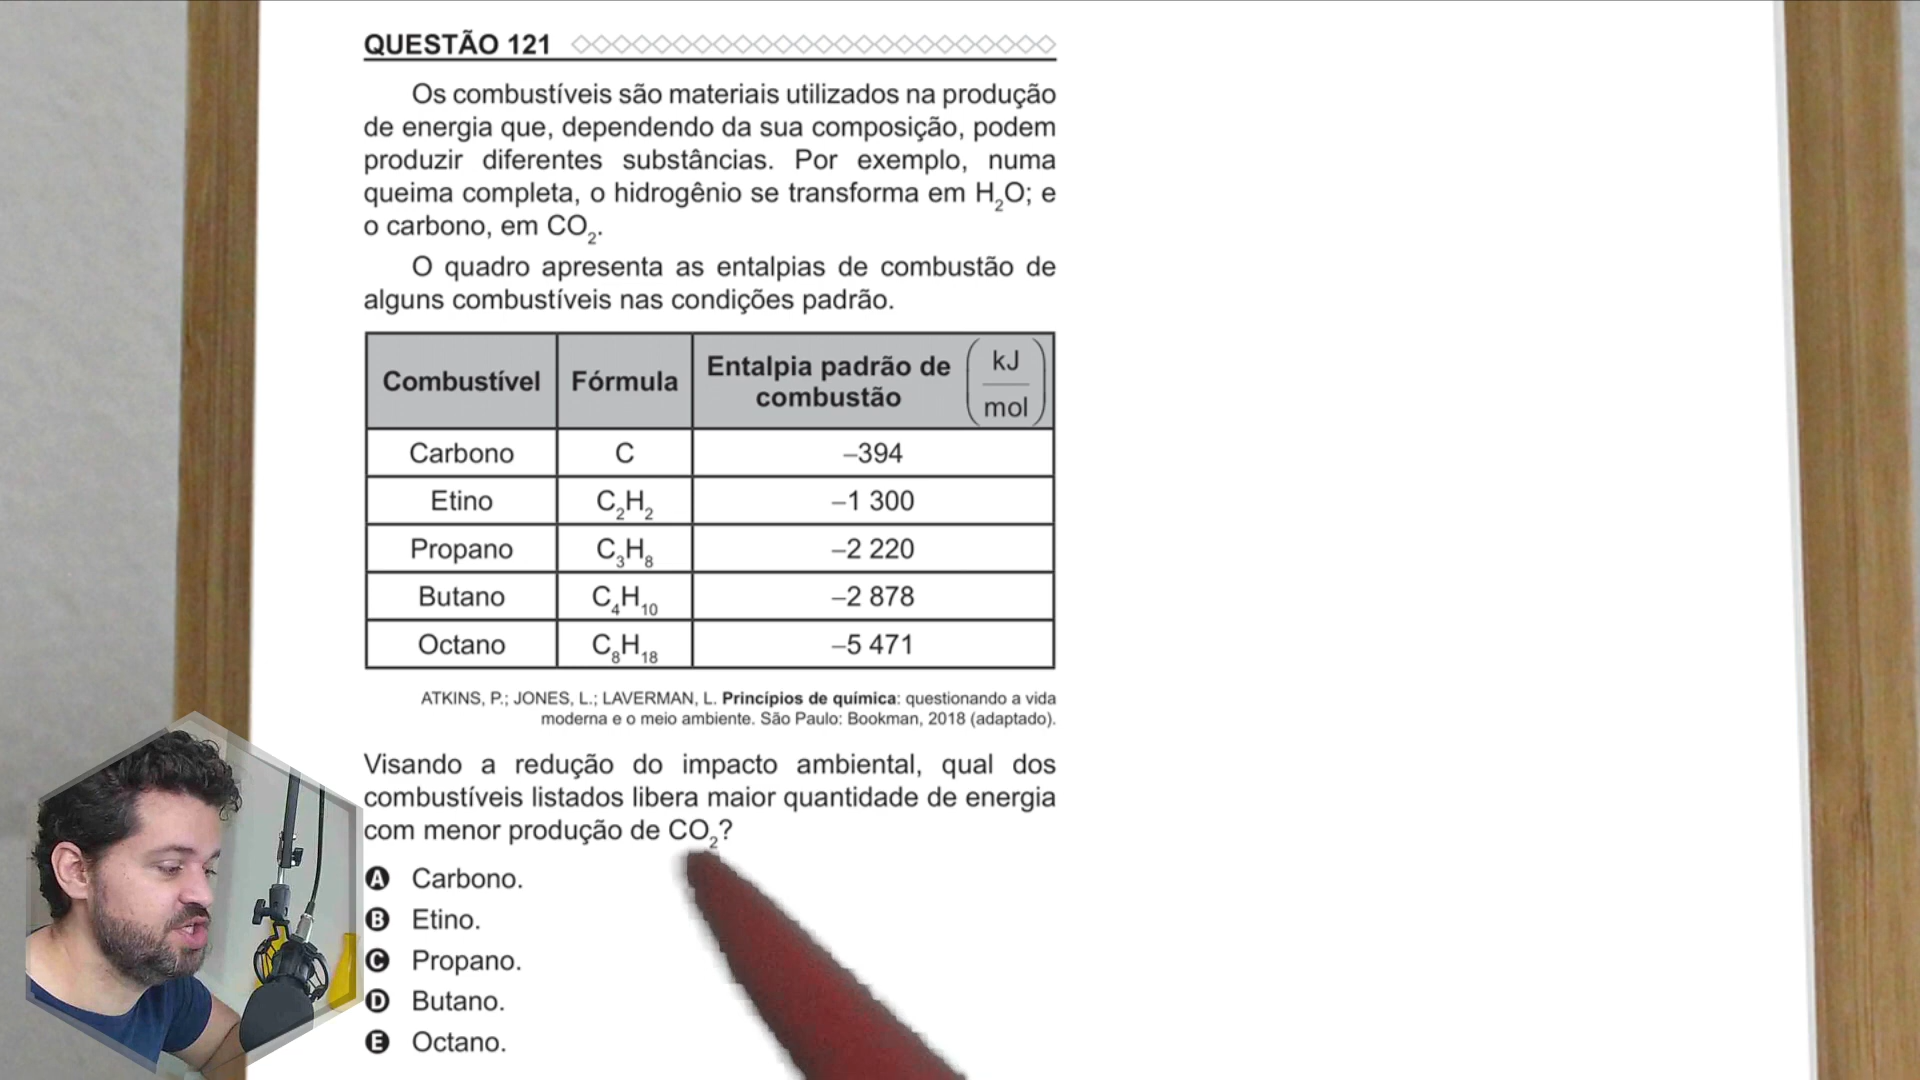 QUESTÃO 121
Os combustíveis são materiais utilizados na produção
de energia que, dependendo da sua composição, podem
produzir diferentes substâncias. Por exemplo, numa
queima completa, o hidrogênio se transforma em H₂O; e
o carbono, em CO₂.
O quadro apresenta as entalpias de combustão de
alguns combustíveis nas condições padrão.
Combustível Fórmula Entalpia padrão de combustão (kJ/mol)
Carbono C –394
Etino C₂H₂ –1 300
Propano C₃H₈ –2 220
Butano C₄H₁₀ –2 878
Octano C₈H₁₈ –5 471
ATKINS, P.; JONES, L.; LAVERMAN, L. Princípios de química: questionando a vida
moderna e o meio ambiente. São Paulo: Bookman, 2018 (adaptado).
Visando a redução do impacto ambiental, qual dos
combustíveis listados libera maior quantidade de energia
com menor produção de CO₂?
A Carbono.
B Etino.
C Propano.
D Butano.
E Octano.